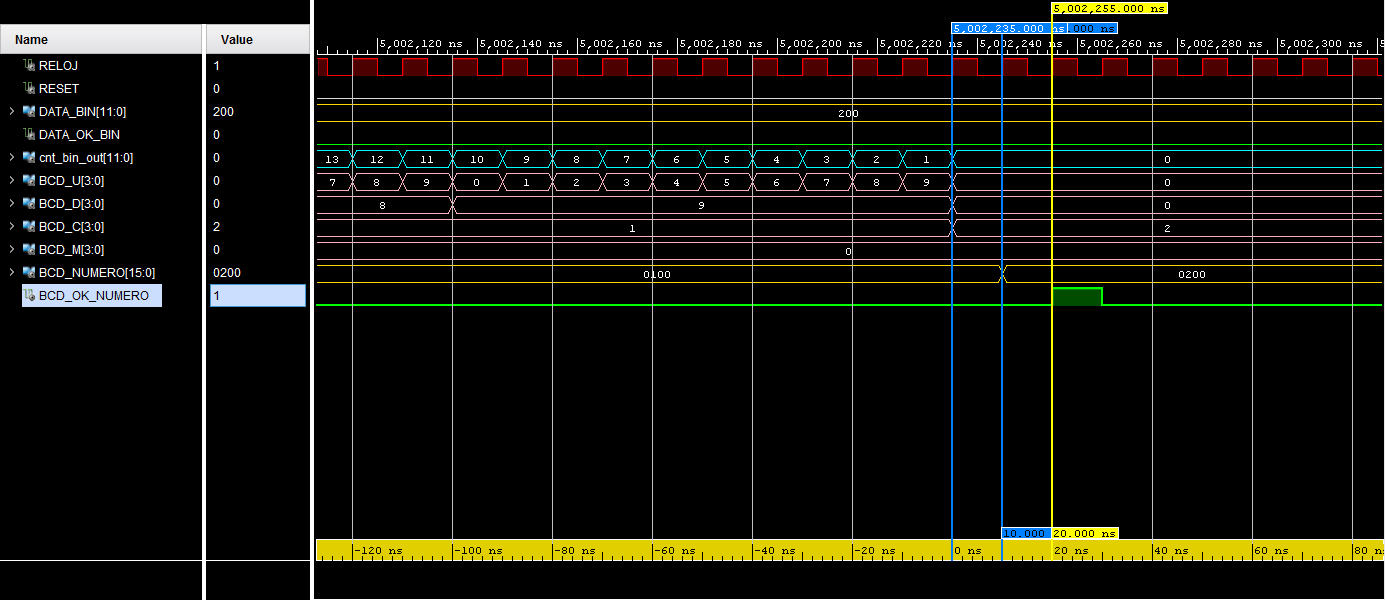 5,002,255.000 ns
5,002,235.000 ns 000 ns
5,002,120 ns 5,002,140 ns 5,002,160 ns 5,002,180 ns 5,002,200 ns 5,002,220 ns 5,002,240 ns 5,002,260 ns 5,002,280 ns 5,002,300 ns
Name Value
RELOJ 1
RESET 0
DATA_BIN[11:0] 200 200
DATA_OK_BIN 0
cnt_bin_out[11:0] 0 13 12 11 10 9 8 7 6 5 4 3 2 1 0
BCD_U[3:0] 0 7 8 9 0 1 2 3 4 5 6 7 8 9 0
BCD_D[3:0] 0 8 9 0
BCD_C[3:0] 2 1 2
BCD_M[3:0] 0 0
BCD_NUMERO[15:0] 0200 0100 0200
BCD_OK_NUMERO 1
10.000 20.000 ns
-120 ns -100 ns -80 ns -60 ns -40 ns -20 ns 0 ns 20 ns 40 ns 60 ns 80